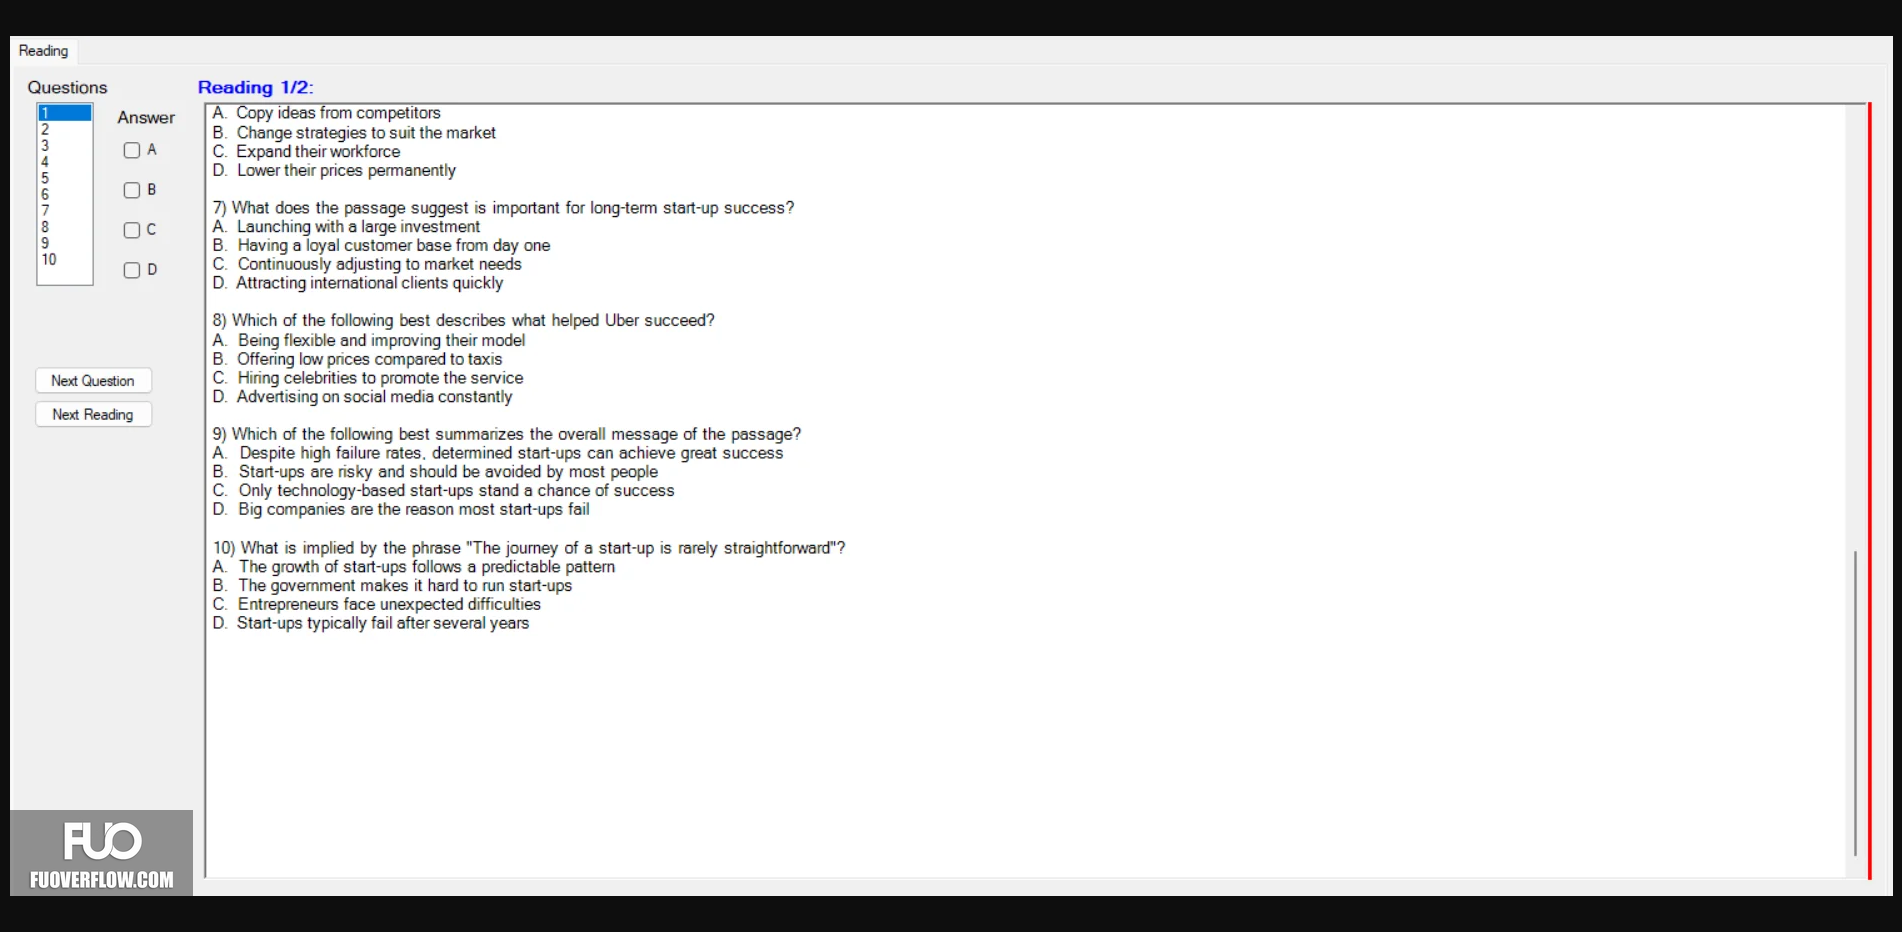 Reading
Questions
Reading 1/2:
1
2
3
4
5
6
7
8
9
10
Answer
A
B
C
D
Next Question
Next Reading
A. Copy ideas from competitors
B. Change strategies to suit the market
C. Expand their workforce
D. Lower their prices permanently
7) What does the passage suggest is important for long-term start-up success?
A. Launching with a large investment
B. Having a loyal customer base from day one
C. Continuously adjusting to market needs
D. Attracting international clients quickly
8) Which of the following best describes what helped Uber succeed?
A. Being flexible and improving their model
B. Offering low prices compared to taxis
C. Hiring celebrities to promote the service
D. Advertising on social media constantly
9) Which of the following best summarizes the overall message of the passage?
A. Despite high failure rates, determined start-ups can achieve great success
B. Start-ups are risky and should be avoided by most people
C. Only technology-based start-ups stand a chance of success
D. Big companies are the reason most start-ups fail
10) What is implied by the phrase "The journey of a start-up is rarely straightforward"?
A. The growth of start-ups follows a predictable pattern
B. The government makes it hard to run start-ups
C. Entrepreneurs face unexpected difficulties
D. Start-ups typically fail after several years
FUO
FUOVERFLOW.COM